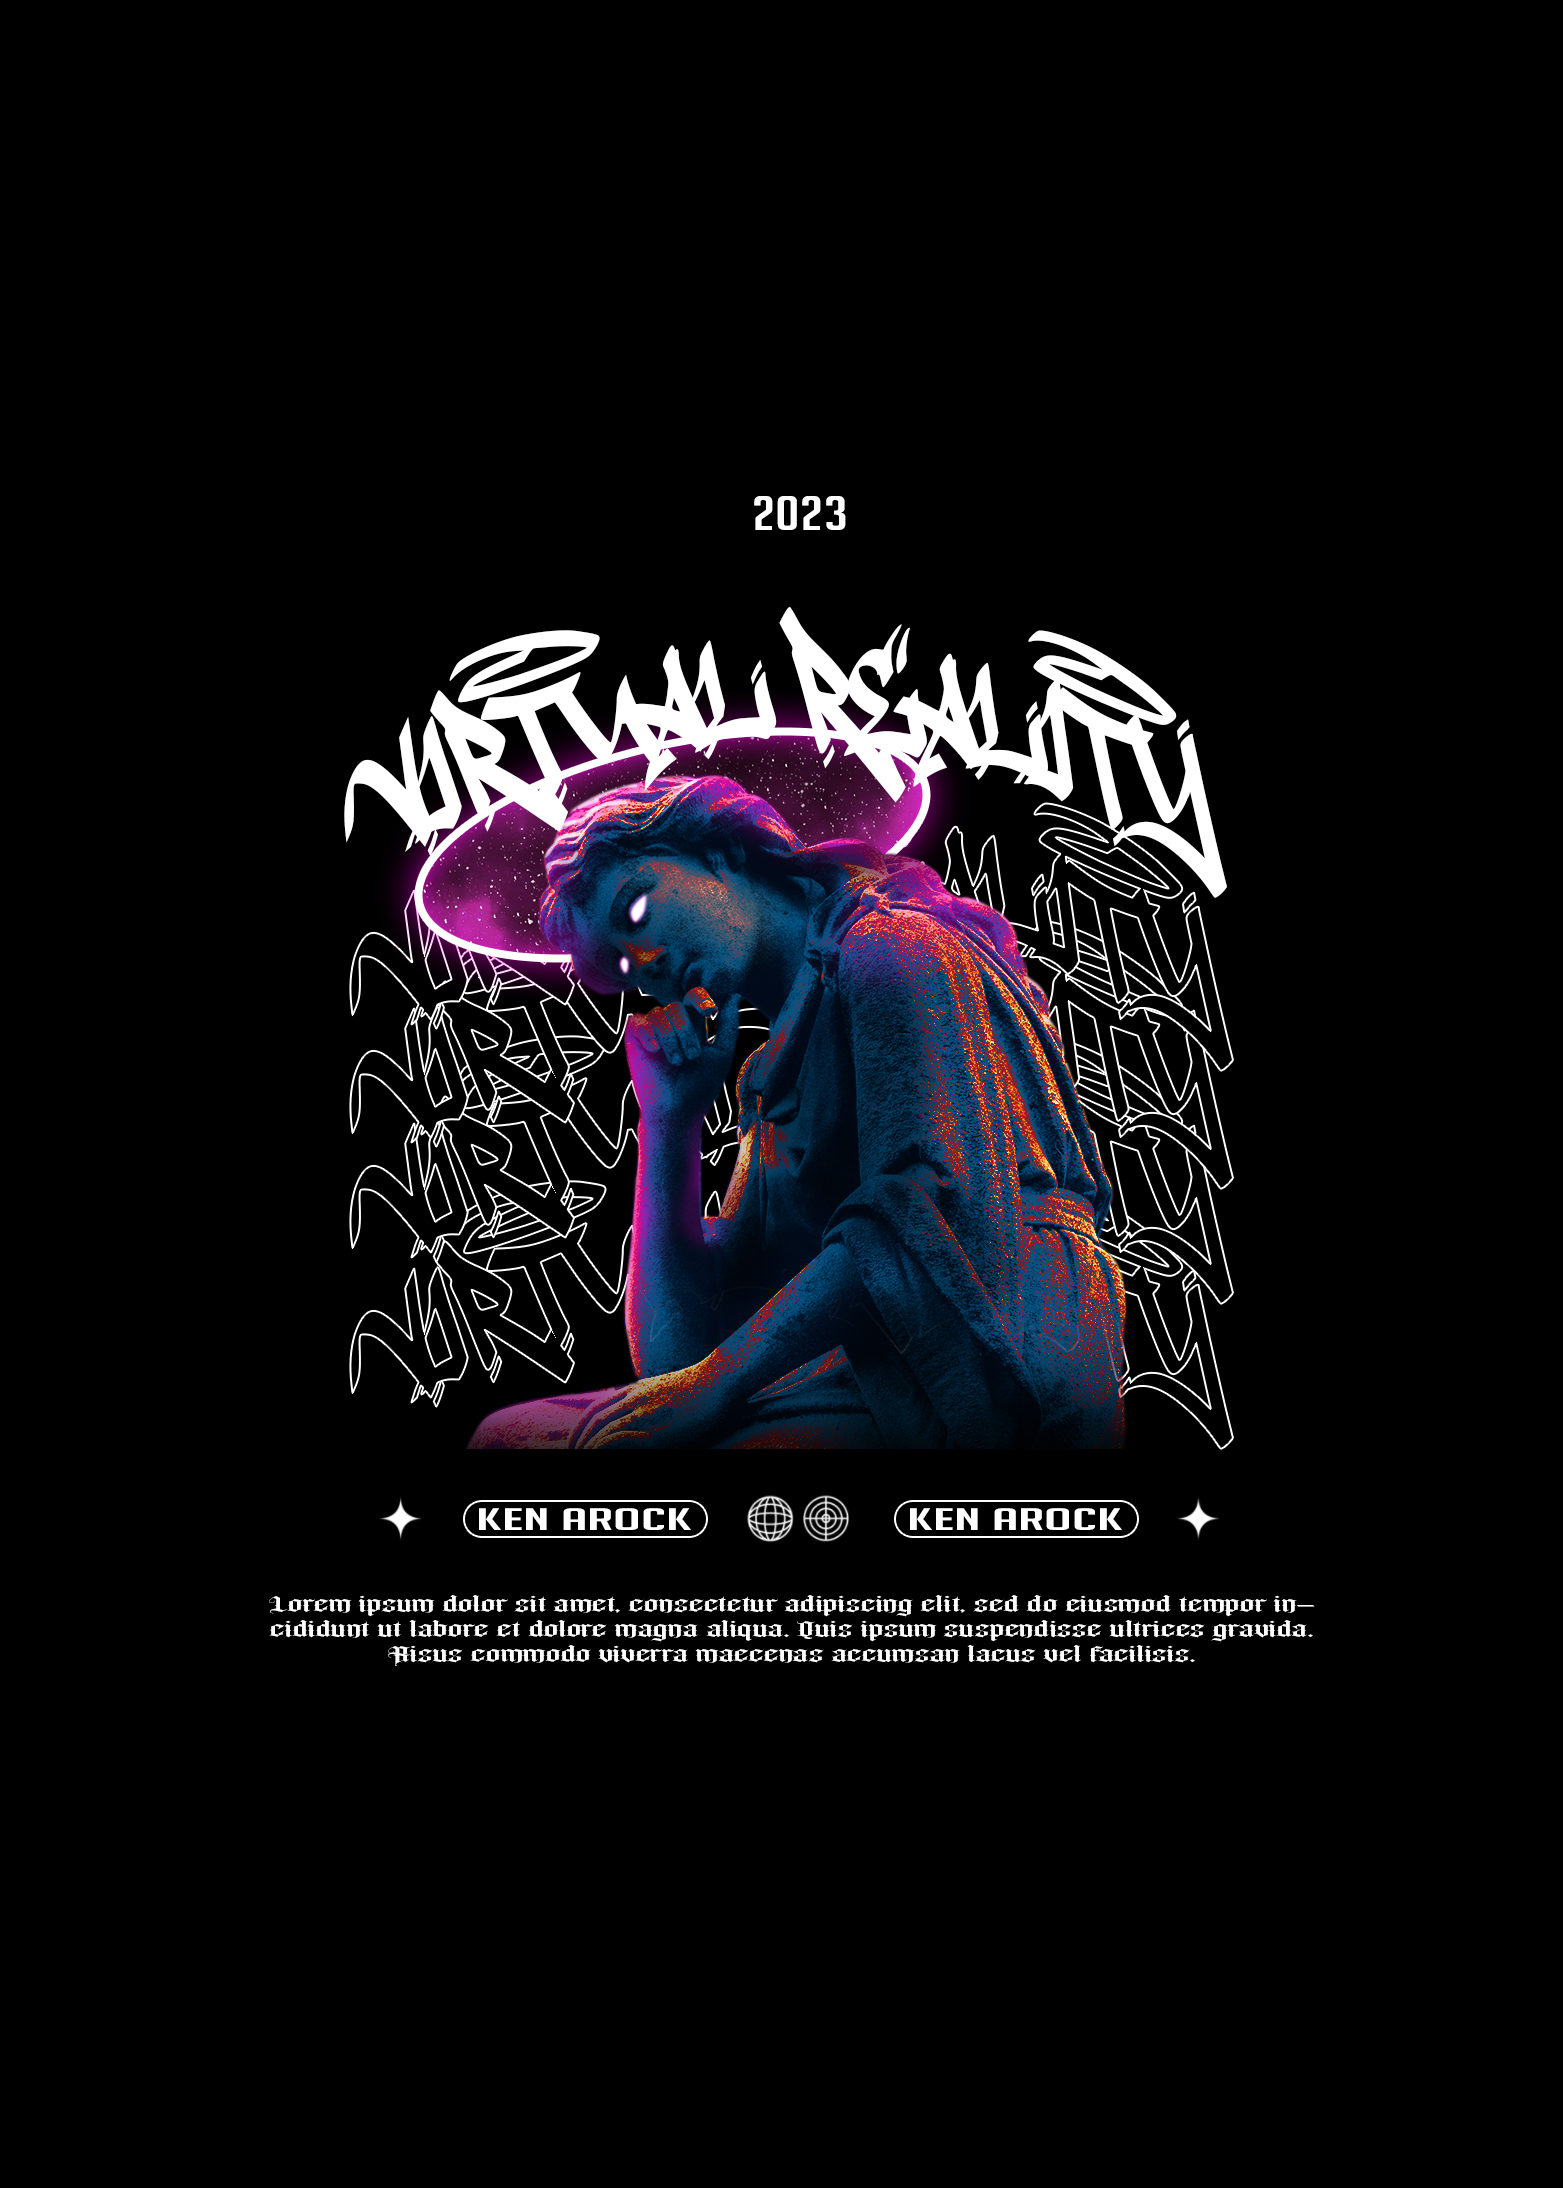 2023
VIRTUAL REALITY
KEN AROCK KEN AROCK
Lorem ipsum dolor sit amet, consectetur adipiscing elit, sed do eiusmod tempor in-
cididunt ut labore et dolore magna aliqua. Quis ipsum suspendisse ultrices gravida.
Risus commodo viverra maecenas accumsan lacus vel facilisis.